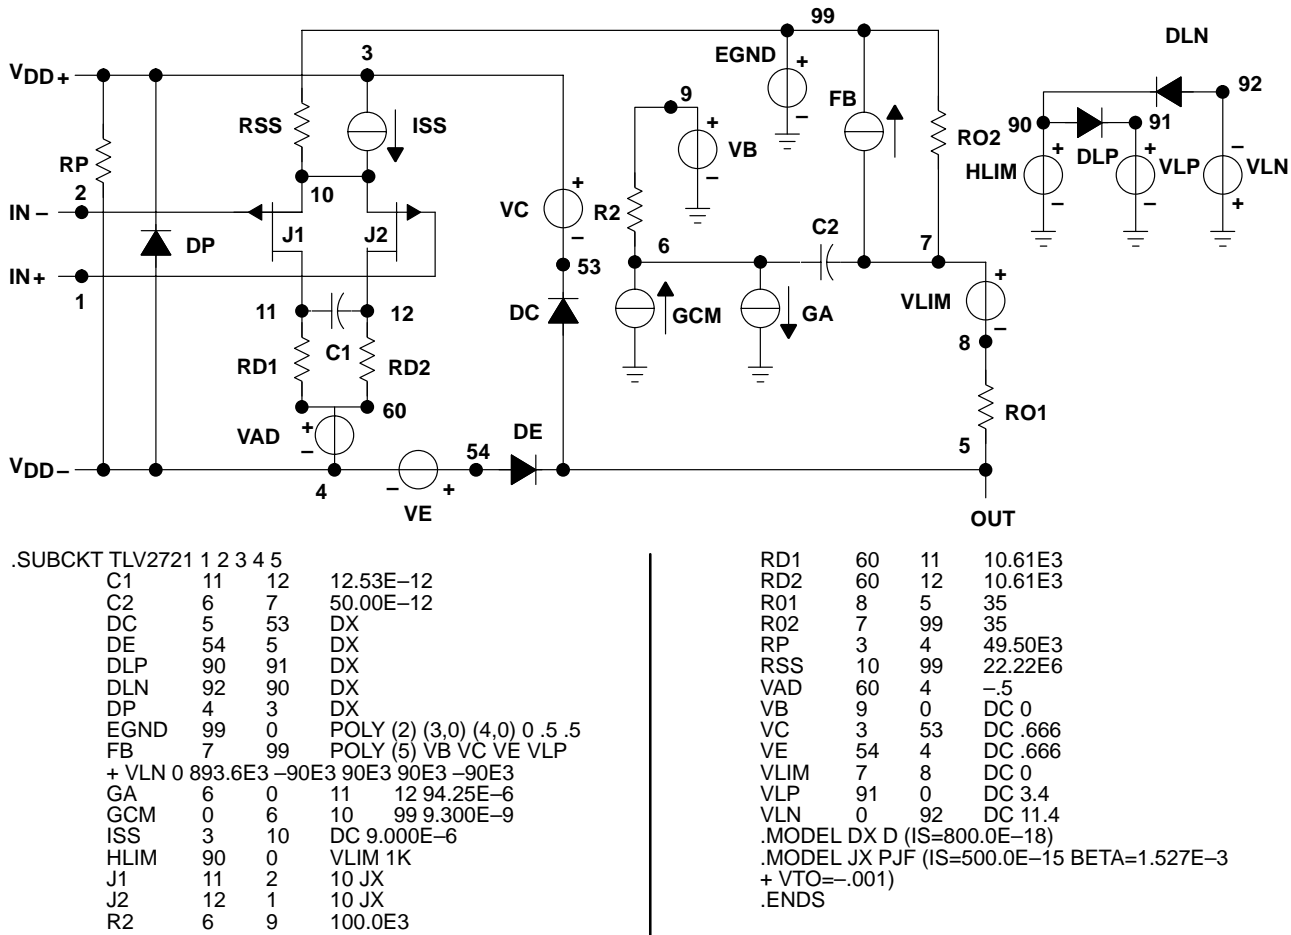 99
DLN
3
EGND
+
−
VDD+
92
9
FB
RSS
ISS
+
VB
−
RO2
90
91
RP
DLP
+
HLIM
−
+
VLP
−
−
VLN
+
10
2
IN−
R2
VC
+
−
C2
J1
J2
DP
6
7
IN+
53
1
VLIM
+
−
11
12
DC
GCM
GA
8
C1
RD1
RD2
60
RO1
VAD
+
−
DE
54
5
VDD−
4
−
+
VE
OUT
.SUBCKT TLV2721 1 2 3 4 5
C1 11 12 12.53E−12
C2 6 7 50.00E−12
DC 5 53 DX
DE 54 5 DX
DLP 90 91 DX
DLN 92 90 DX
DP 4 3 DX
EGND 99 0 POLY (2) (3,0) (4,0) 0 .5 .5
FB 7 99 POLY (5) VB VC VE VLP
+ VLN 0 893.6E3 −90E3 90E3 90E3 −90E3
GA 6 0 11 12 94.25E−6
GCM 0 6 10 99 9.300E−9
ISS 3 10 DC 9.000E−6
HLIM 90 0 VLIM 1K
J1 11 2 10 JX
J2 12 1 10 JX
R2 6 9 100.0E3
RD1 60 11 10.61E3
RD2 60 12 10.61E3
R01 8 5 35
R02 7 99 35
RP 3 4 49.50E3
RSS 10 99 22.22E6
VAD 60 4 −.5
VB 9 0 DC 0
VC 3 53 DC .666
VE 54 4 DC .666
VLIM 7 8 DC 0
VLP 91 0 DC 3.4
VLN 0 92 DC 11.4
.MODEL DX D (IS=800.0E−18)
.MODEL JX PJF (IS=500.0E−15 BETA=1.527E−3
+ VTO=−.001)
.ENDS